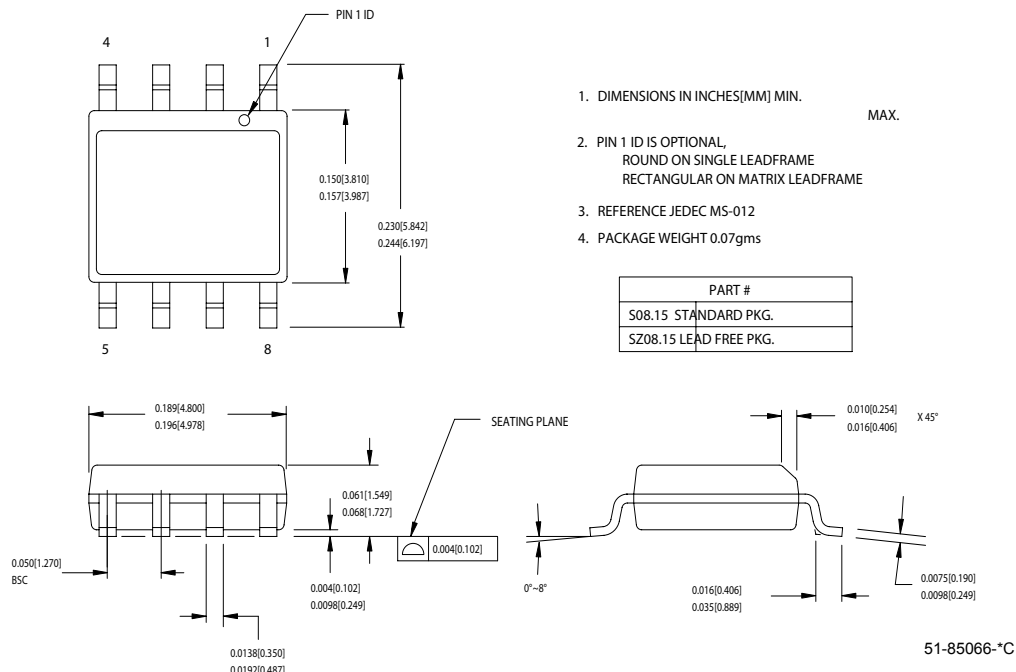 PIN 1 ID
4
1
1. DIMENSIONS IN INCHES[MM] MIN.
MAX.
2. PIN 1 ID IS OPTIONAL,
ROUND ON SINGLE LEADFRAME
RECTANGULAR ON MATRIX LEADFRAME
3. REFERENCE JEDEC MS-012
4. PACKAGE WEIGHT 0.07gms
0.150[3.810]
0.157[3.987]
0.230[5.842]
0.244[6.197]
5
8
PART #
S08.15 STANDARD PKG.
SZ08.15 LEAD FREE PKG.
0.189[4.800]
0.196[4.978]
SEATING PLANE
0.010[0.254]
0.016[0.406]
X 45°
0.061[1.549]
0.068[1.727]
0.004[0.102]
0.050[1.270]
BSC
0.004[0.102]
0.0098[0.249]
0°~8°
0.016[0.406]
0.035[0.889]
0.0075[0.190]
0.0098[0.249]
0.0138[0.350]
0.0192[0.487]
51-85066-*C